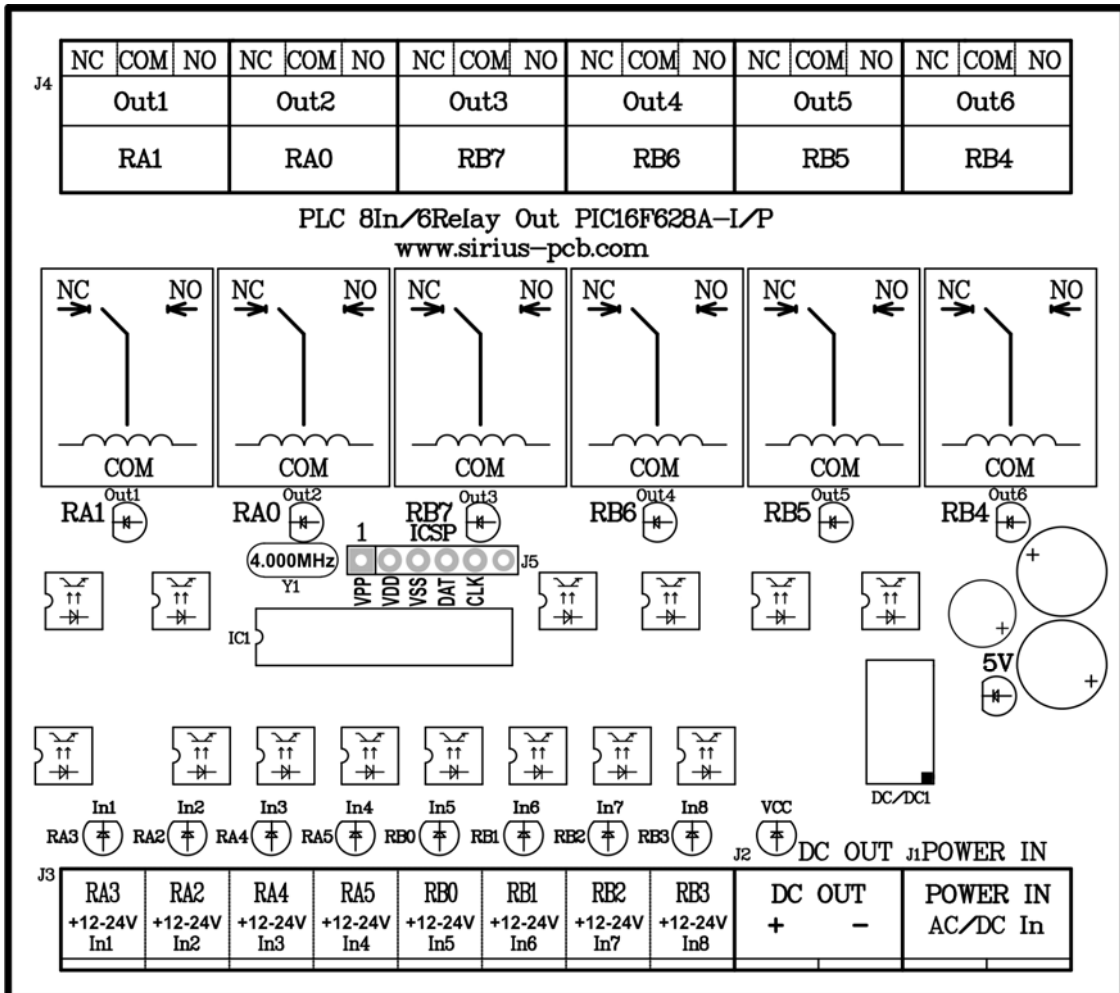 J4
NC COM NO NC COM NO NC COM NO NC COM NO NC COM NO NC COM NO
Out1 Out2 Out3 Out4 Out5 Out6
RA1 RA0 RB7 RB6 RB5 RB4
PLC 8In/6Relay Out PIC16F628A-I/P
www.sirius-pcb.com
NC NO NC NO NC NO NC NO NC NO NC NO
COM COM COM COM COM COM
Out1 Out2 Out3 Out4 Out5 Out6
RA1 RA0 RB7 RB6 RB5 RB4
1 ICSP
4.000MHz J5
Y1 VPP VDD VSS DAT CLK
IC1
5V
DC/DC1
In1 In2 In3 In4 In5 In6 In7 In8 VCC
RA3 RA2 RA4 RA5 RB0 RB1 RB2 RB3
J2 DC OUT J1 POWER IN
J3
RA3 RA2 RA4 RA5 RB0 RB1 RB2 RB3 DC OUT POWER IN
+12-24V +12-24V +12-24V +12-24V +12-24V +12-24V +12-24V +12-24V + - AC/DC In
In1 In2 In3 In4 In5 In6 In7 In8